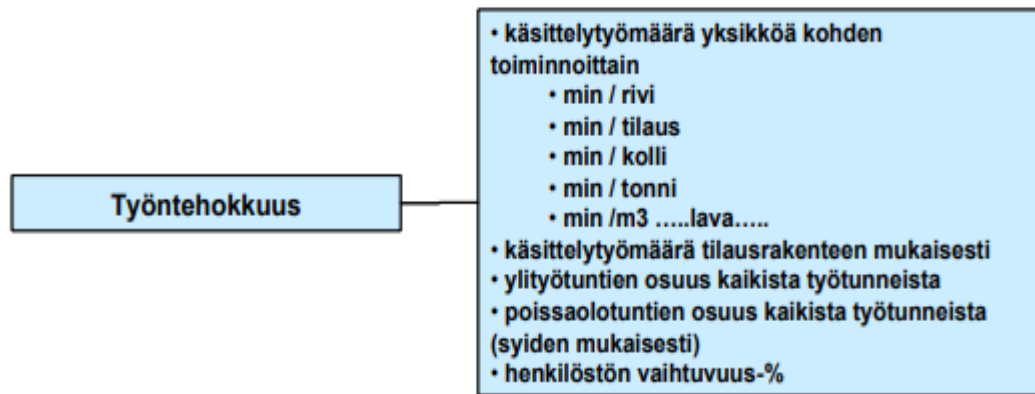 Työntehokkuus
• käsittelytyömäärä yksikköä kohden
toiminnoittain
• min / rivi
• min / tilaus
• min / kolli
• min / tonni
• min /m3 …..lava…..
• käsittelytyömäärä tilausrakenteen mukaisesti
• ylityötuntien osuus kaikista työtunneista
• poissaolotuntien osuus kaikista työtunneista
(syiden mukaisesti)
• henkilöstön vaihtuvuus-%